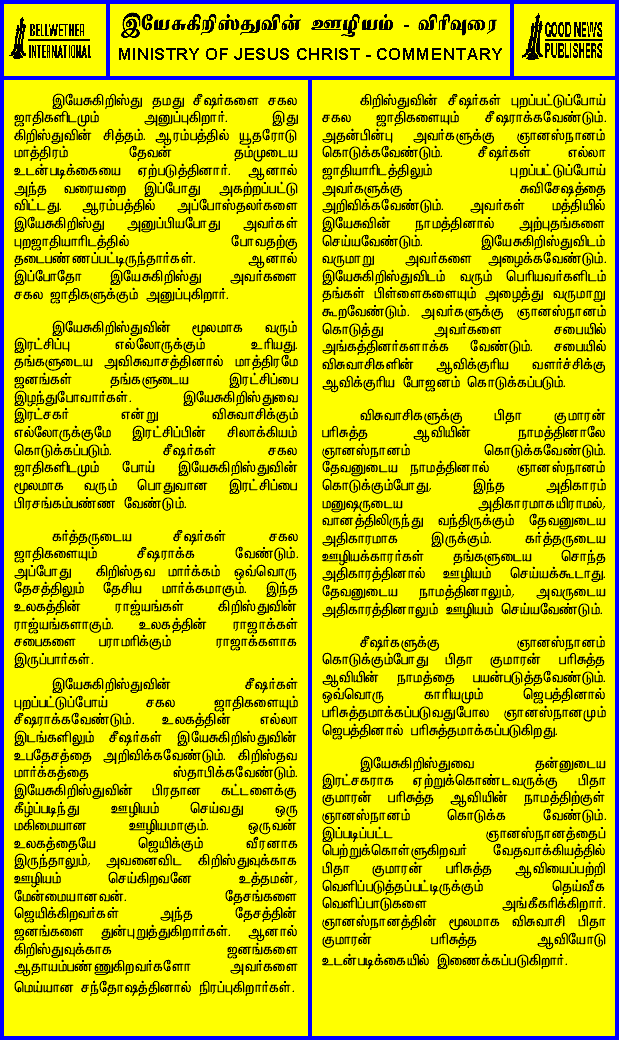 BELLWETHER
INTERNATIONAL
இயேசுகிறிஸ்துவின் ஊழியம் - விரிவுரை
MINISTRY OF JESUS CHRIST - COMMENTARY
GOOD NEWS
PUBLISHERS
இயேசுகிறிஸ்து தமது சீஷர்களை சகல
ஜாதிகளிடமும் அனுப்புகிறார். இது
கிறிஸ்துவின் சித்தம். ஆரம்பத்தில் யூதரோடு
மாத்திரம் தேவன் தம்முடைய
உடன்படிக்கையை ஏற்படுத்தினார். ஆனால்
அந்த வரையறை இப்போது அகற்றப்பட்டு
விட்டது. ஆரம்பத்தில் அப்போஸ்தலர்களை
இயேசுகிறிஸ்து அனுப்பியபோது அவர்கள்
புறஜாதியாரிடத்தில் போவதற்கு
தடைபண்ணப்பட்டிருந்தார்கள். ஆனால்
இப்போதோ இயேசுகிறிஸ்து அவர்களை
சகல ஜாதிகளுக்கும் அனுப்புகிறார்.
இயேசுகிறிஸ்துவின் மூலமாக வரும்
இரட்சிப்பு எல்லோருக்கும் உரியது.
தங்களுடைய அவிசுவாசத்தினால் மாத்திரமே
ஜனங்கள் தங்களுடைய இரட்சிப்பை
இழந்துபோவார்கள். இயேசுகிறிஸ்துவை
இரட்சகர் என்று விசுவாசிக்கும்
எல்லோருக்குமே இரட்சிப்பின் சிலாக்கியம்
கொடுக்கப்படும். சீஷர்கள் சகல
ஜாதிகளிடமும் போய் இயேசுகிறிஸ்துவின்
மூலமாக வரும் பொதுவான இரட்சிப்பை
பிரசங்கம்பண்ண வேண்டும்.
கர்த்தருடைய சீஷர்கள் சகல
ஜாதிகளையும் சீஷராக்க வேண்டும்.
அப்போது கிறிஸ்தவ மார்க்கம் ஒவ்வொரு
தேசத்திலும் தேசிய மார்க்கமாகும். இந்த
உலகத்தின் ராஜ்யங்கள் கிறிஸ்துவின்
ராஜ்யங்களாகும். உலகத்தின் ராஜாக்கள்
சபைகளை பராமரிக்கும் ராஜாக்களாக
இருப்பார்கள்.
இயேசுகிறிஸ்துவின் சீஷர்கள்
புறப்பட்டுப்போய் சகல ஜாதிகளையும்
சீஷராக்கவேண்டும். உலகத்தின் எல்லா
இடங்களிலும் சீஷர்கள் இயேசுகிறிஸ்துவின்
உபதேசத்தை அறிவிக்கவேண்டும். கிறிஸ்தவ
மார்க்கத்தை ஸ்தாபிக்கவேண்டும்.
இயேசுகிறிஸ்துவின் பிரதான கட்டளைக்கு
கீழ்ப்படிந்து ஊழியம் செய்வது ஒரு
மகிமையான ஊழியமாகும். ஒருவன்
உலகத்தையே ஜெயிக்கும் வீரனாக
இருந்தாலும், அவனைவிட கிறிஸ்துவுக்காக
ஊழியம் செய்கிறவனே உத்தமன்,
மேன்மையானவன். தேசங்களை
ஜெயிக்கிறவர்கள் அந்த தேசத்தின்
ஜனங்களை துன்புறுத்துகிறார்கள். ஆனால்
கிறிஸ்துவுக்காக ஜனங்களை
ஆதாயம்பண்ணுகிறவர்களோ அவர்களை
மெய்யான சந்தோஷத்தினால் நிரப்புகிறார்கள்.
கிறிஸ்துவின் சீஷர்கள் புறப்பட்டுப்போய்
சகல ஜாதிகளையும் சீஷராக்கவேண்டும்.
அதன்பின்பு அவர்களுக்கு ஞானஸ்நானம்
கொடுக்கவேண்டும். சீஷர்கள் எல்லா
ஜாதியாரிடத்திலும் புறப்பட்டுப்போய்
அவர்களுக்கு சுவிசேஷத்தை
அறிவிக்கவேண்டும். அவர்கள் மத்தியில்
இயேசுவின் நாமத்தினால் அற்புதங்களை
செய்யவேண்டும். இயேசுகிறிஸ்துவிடம்
வருமாறு அவர்களை அழைக்கவேண்டும்.
இயேசுகிறிஸ்துவிடம் வரும் பெரியவர்களிடம்
தங்கள் பிள்ளைகளையும் அழைத்து வருமாறு
கூறவேண்டும். அவர்களுக்கு ஞானஸ்நானம்
கொடுத்து அவர்களை சபையில்
அங்கத்தினர்களாக்க வேண்டும். சபையில்
விசுவாசிகளின் ஆவிக்குரிய வளர்ச்சிக்கு
ஆவிக்குரிய போஜனம் கொடுக்கப்படும்.
விசுவாசிகளுக்கு பிதா குமாரன்
பரிசுத்த ஆவியின் நாமத்தினாலே
ஞானஸ்நானம் கொடுக்கவேண்டும்.
தேவனுடைய நாமத்தினால் ஞானஸ்நானம்
கொடுக்கும்போது, இந்த அதிகாரம்
மனுஷருடைய அதிகாரமாகயிராமல்,
வானத்திலிருந்து வந்திருக்கும் தேவனுடைய
அதிகாரமாக இருக்கும். கர்த்தருடைய
ஊழியக்காரர்கள் தங்களுடைய சொந்த
அதிகாரத்தினால் ஊழியம் செய்யக்கூடாது.
தேவனுடைய நாமத்தினாலும், அவருடைய
அதிகாரத்தினாலும் ஊழியம் செய்யவேண்டும்.
சீஷர்களுக்கு ஞானஸ்நானம்
கொடுக்கும்போது பிதா குமாரன் பரிசுத்த
ஆவியின் நாமத்தை பயன்படுத்தவேண்டும்.
ஒவ்வொரு காரியமும் ஜெபத்தினால்
பரிசுத்தமாக்கப்படுவதுபோல ஞானஸ்நானமும்
ஜெபத்தினால் பரிசுத்தமாக்கப்படுகிறது.
இயேசுகிறிஸ்துவை தன்னுடைய
இரட்சகராக ஏற்றுக்கொண்டவருக்கு பிதா
குமாரன் பரிசுத்த ஆவியின் நாமத்திற்குள்
ஞானஸ்நானம் கொடுக்க வேண்டும்.
இப்படிப்பட்ட ஞானஸ்நானத்தைப்
பெற்றுக்கொள்ளுகிறவர் வேதவாக்கியத்தில்
பிதா குமாரன் பரிசுத்த ஆவியைப்பற்றி
வெளிப்படுத்தப்பட்டிருக்கும் தெய்வீக
வெளிப்பாடுகளை அங்கீகரிக்கிறார்.
ஞானஸ்நானத்தின் மூலமாக விசுவாசி பிதா
குமாரன் பரிசுத்த ஆவியோடு
உடன்படிக்கையில் இணைக்கப்படுகிறார்.